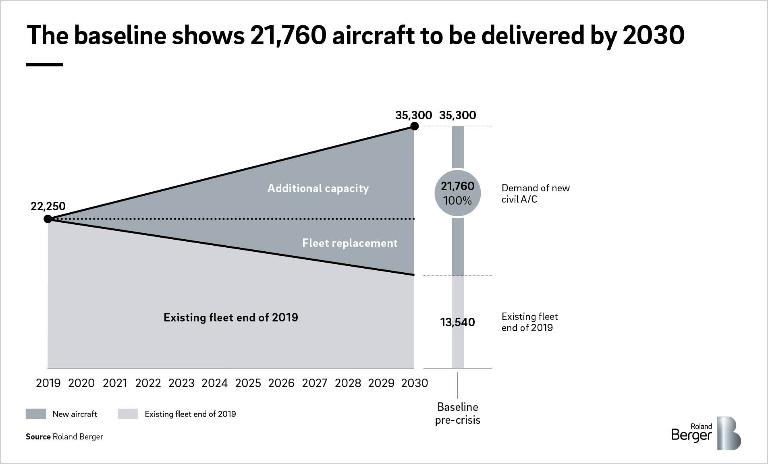 The baseline shows 21,760 aircraft to be delivered by 2030
35,300 35,300
Additional capacity
21,760
100%
Demand of new
civil A/C
22,250
Fleet replacement
Existing fleet end of 2019
13,540
Existing fleet
end of 2019
2019 2020 2021 2022 2023 2024 2025 2026 2027 2028 2029 2030
Baseline
pre-crisis
New aircraft Existing fleet end of 2019
Source Roland Berger
Roland
Berger
B